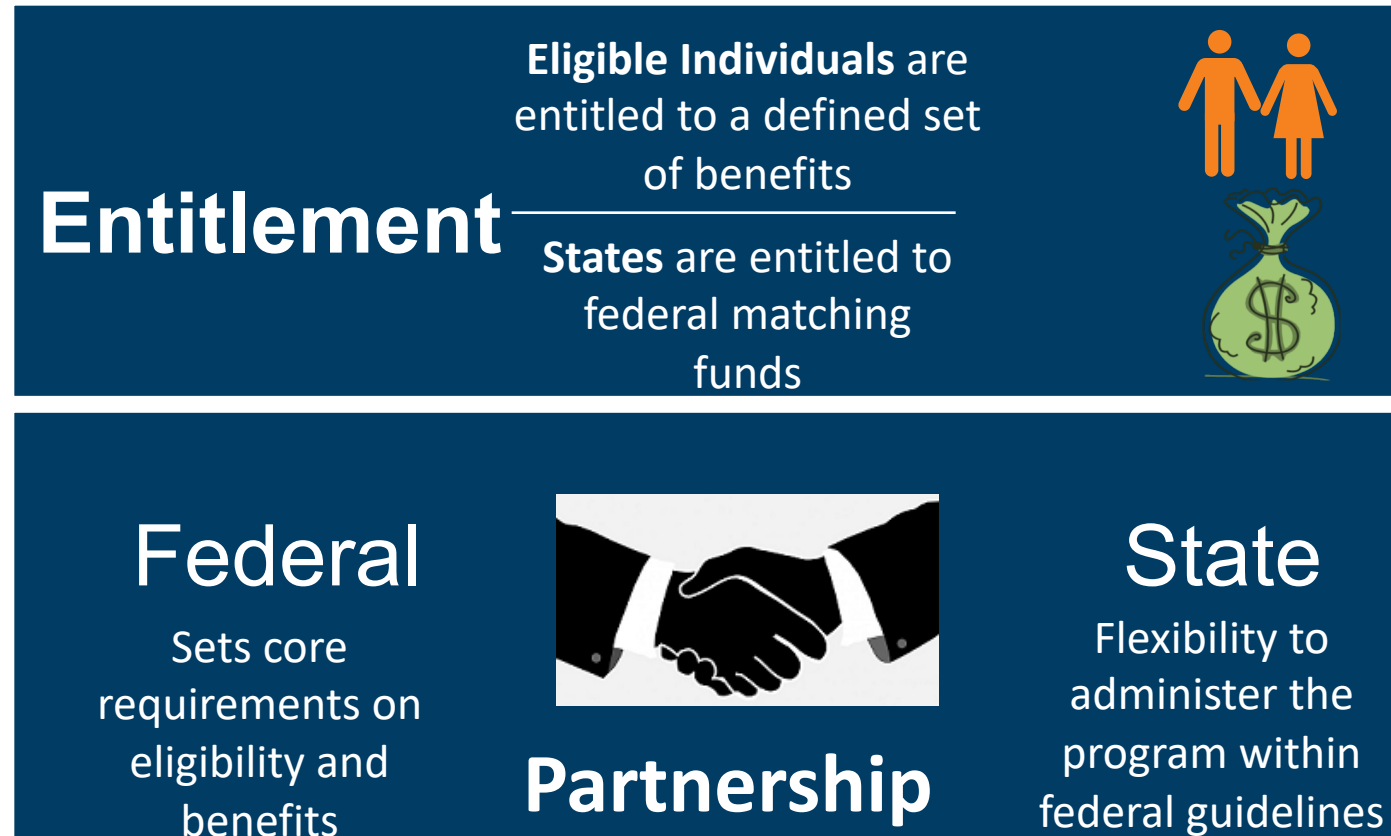 Entitlement
Eligible Individuals are
entitled to a defined set
of benefits
States are entitled to
federal matching
funds
$
Federal
Sets core
requirements on
eligibility and
benefits
Partnership
State
Flexibility to
administer the
program within
federal guidelines